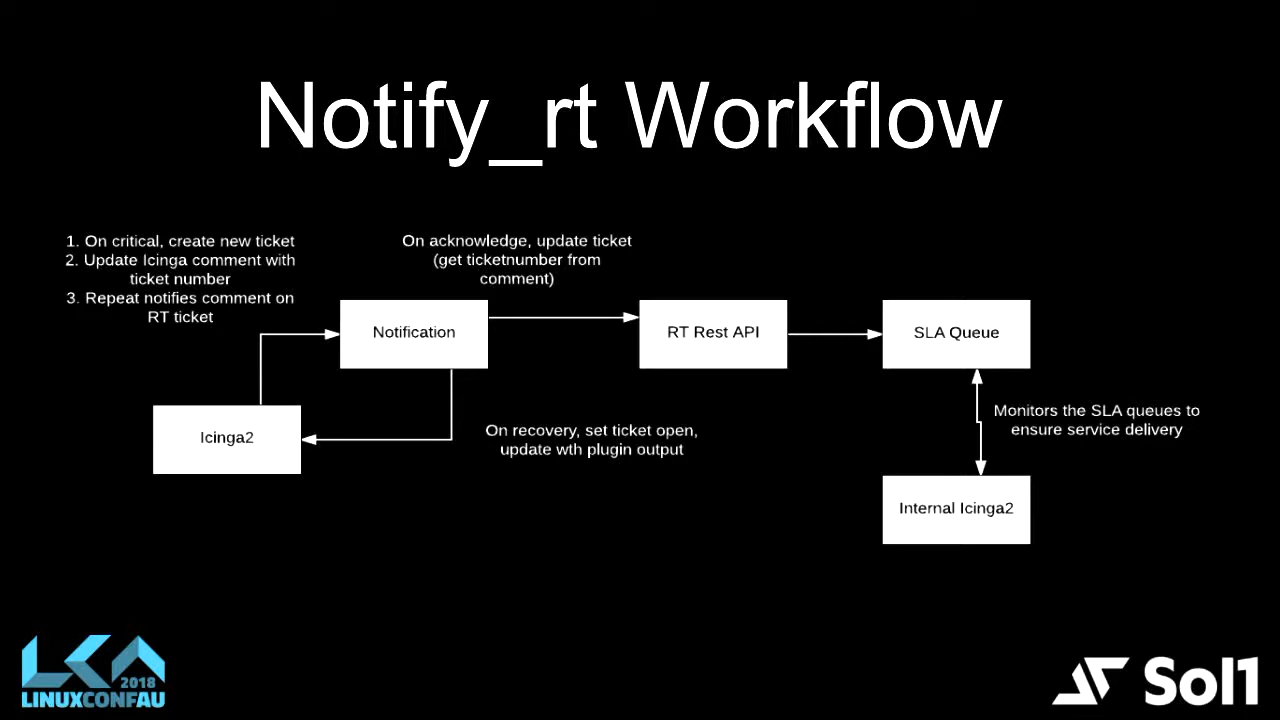 Notify_rt Workflow
1. On critical, create new ticket
2. Update Icinga comment with
ticket number
3. Repeat notifies comment on
RT ticket
On acknowledge, update ticket
(get ticketnumber from
comment)
Notification
RT Rest API
SLA Queue
Icinga2
On recovery, set ticket open,
update wth plugin output
Monitors the SLA queues to
ensure service delivery
Internal Icinga2
2018
LINUXCONFAU
Sol1